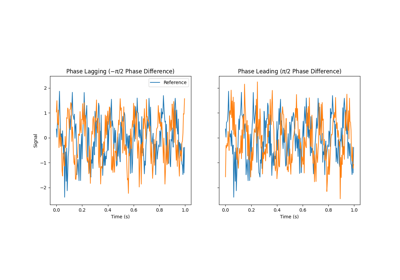 Phase Lagging (−π/2 Phase Difference)
Reference
Signal
2
1
0
−1
−2
0.0 0.2 0.4 0.6 0.8 1.0
Time (s)
Phase Leading (π/2 Phase Difference)
0.0 0.2 0.4 0.6 0.8 1.0
Time (s)